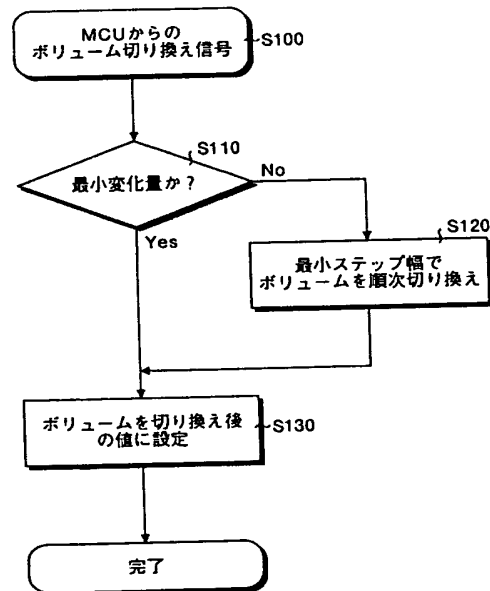 MCUからの
ボリューム切り換え信号
S100
S110
最小変化量か？
No
Yes
S120
最小ステップ幅で
ボリュームを順次切り換え
ボリュームを切り換え後
の値に設定
S130
完了